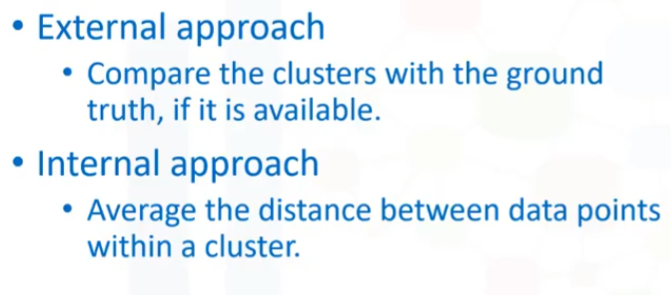 • External approach
• Compare the clusters with the ground
truth, if it is available.
• Internal approach
• Average the distance between data points
within a cluster.